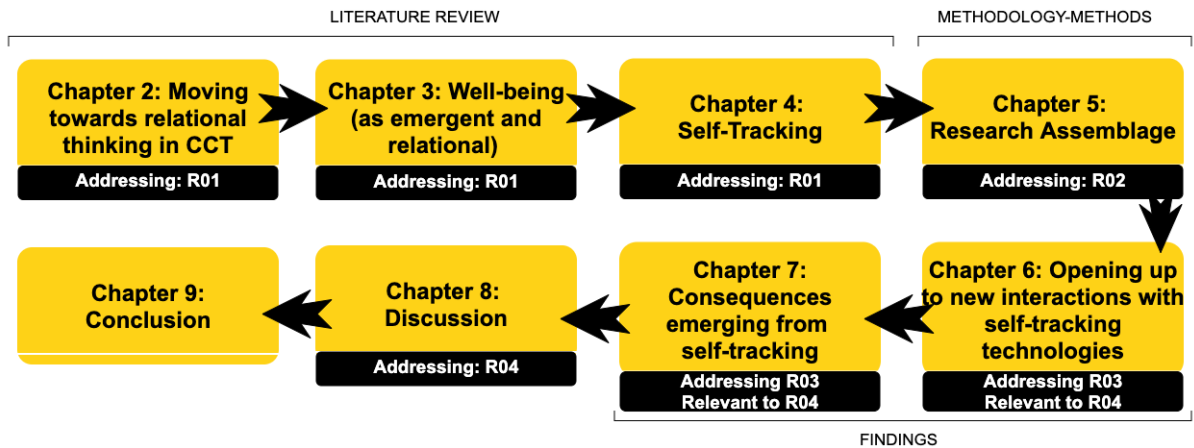 LITERATURE REVIEW
METHODOLOGY-METHODS
Chapter 2: Moving
towards relational
thinking in CCT
Addressing: R01
Chapter 3: Well-being
(as emergent and
relational)
Addressing: R01
Chapter 4:
Self-Tracking
Addressing: R01
Chapter 5:
Research Assemblage
Addressing: R02
Chapter 6: Opening up
to new interactions with
self-tracking
technologies
Addressing R03
Relevant to R04
Chapter 7:
Consequences
emerging from
self-tracking
Addressing R03
Relevant to R04
Chapter 8:
Discussion
Addressing: R04
Chapter 9:
Conclusion
FINDINGS